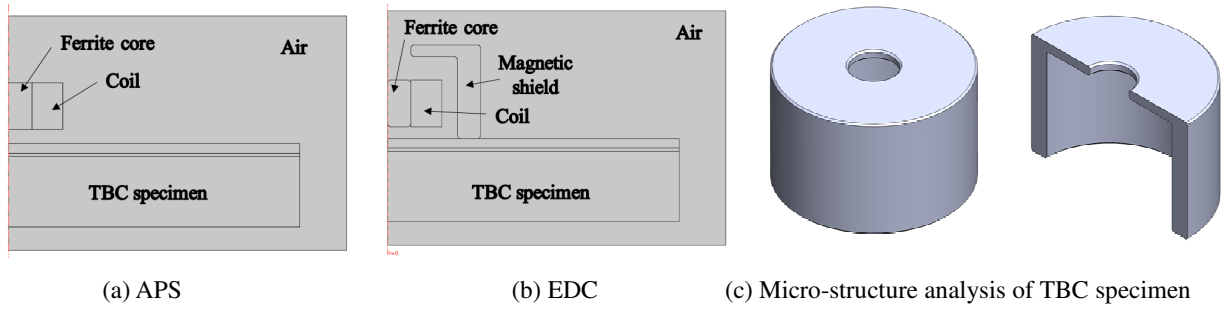 Ferrite core
Coil
Air
TBC specimen
Ferrite core
Magnetic
shield
Coil
Air
TBC specimen
(a) APS
(b) EDC
(c) Micro-structure analysis of TBC specimen